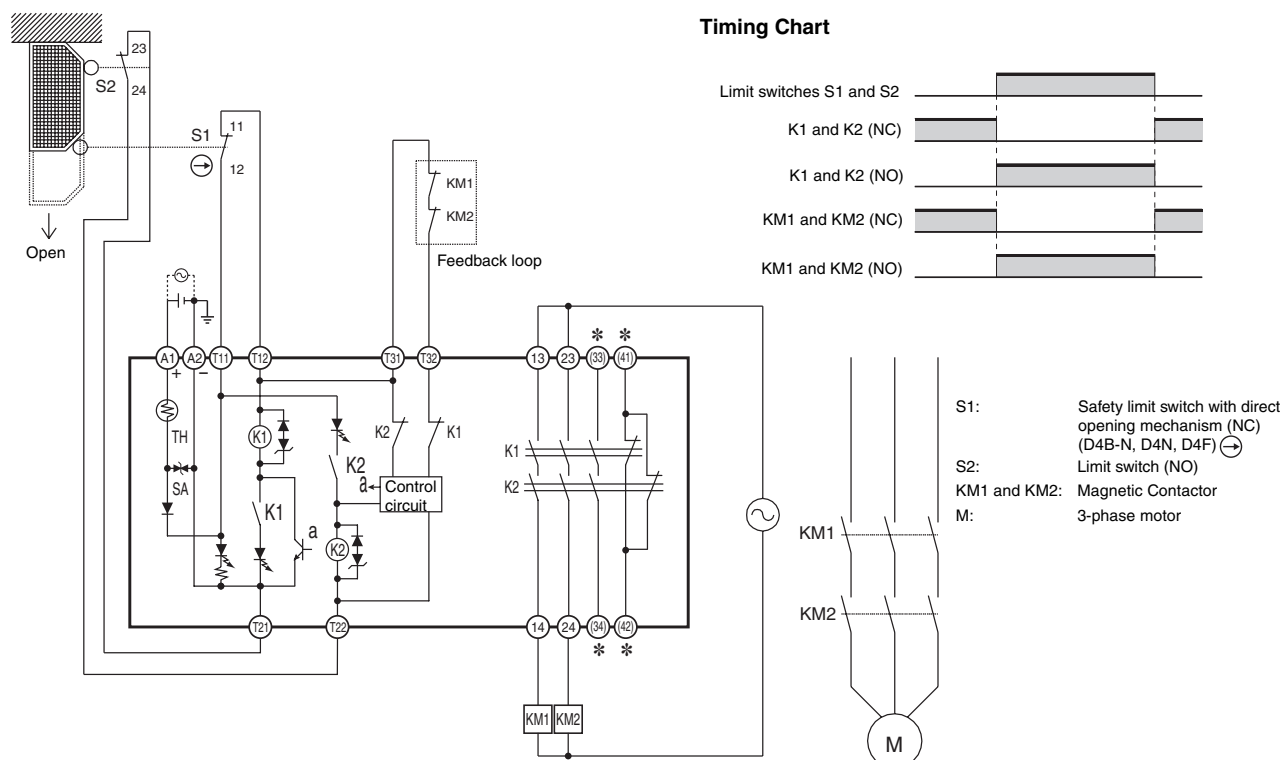 Timing Chart
Limit switches S1 and S2
K1 and K2 (NC)
K1 and K2 (NO)
KM1 and KM2 (NC)
KM1 and KM2 (NO)
23
S2
24
S1
11
12
Open
KM1
KM2
Feedback loop
A1
A2
T11
T12
T31
T32
13
23
(33)
(41)
*
*
+
−
TH
SA
K1
K1
a
K2
K2
K2
K1
a
Control
circuit
K1
K2
T21
T22
14
24
(34)
(42)
*
*
KM1
KM2
KM1
KM2
M
S1: Safety limit switch with direct
opening mechanism (NC)
(D4B-N, D4N, D4F)
S2: Limit switch (NO)
KM1 and KM2: Magnetic Contactor
M: 3-phase motor